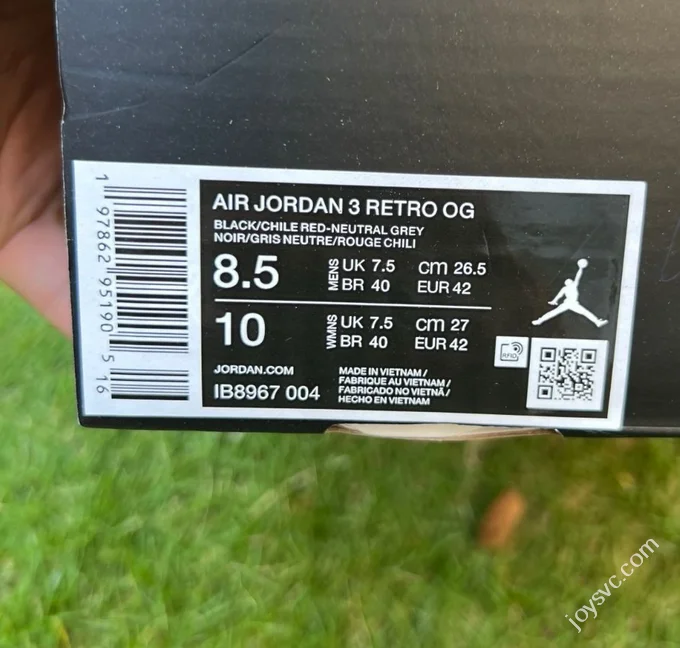 AIR JORDAN 3 RETRO OG
BLACK/CHILE RED-NEUTRAL GREY
NOIR/GRIS NEUTRE/ROUGE CHILI
8.5 MENS UK 7.5 cm 26.5
BR 40 EUR 42
10 WMNS UK 7.5 cm 27
BR 40 EUR 42
RFID
JORDAN.COM
IB8967 004
MADE IN VIETNAM/
FABRIQUE AU VIETNAM/
FABRICADO NO VIETNÃ/
HECHO EN VIETNAM
1 97862 95190 5 16
joysvc.com